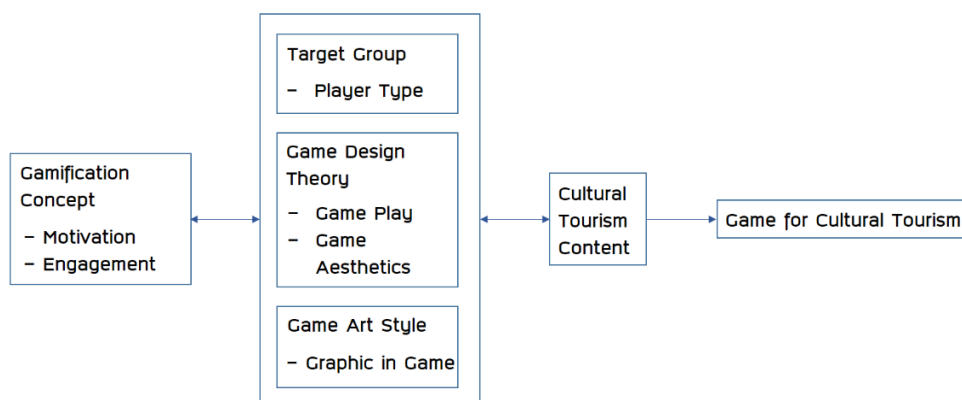 Gamification
Concept
– Motivation
– Engagement
Target Group
– Player Type
Game Design
Theory
– Game Play
– Game
Aesthetics
Game Art Style
– Graphic in Game
Cultural
Tourism
Content
Game for Cultural Tourism